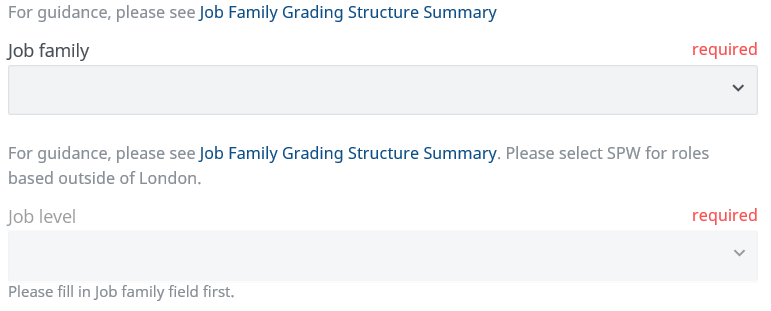 For guidance, please see Job Family Grading Structure Summary
Job family required
For guidance, please see Job Family Grading Structure Summary. Please select SPW for roles
based outside of London.
Job level required
Please fill in Job family field first.